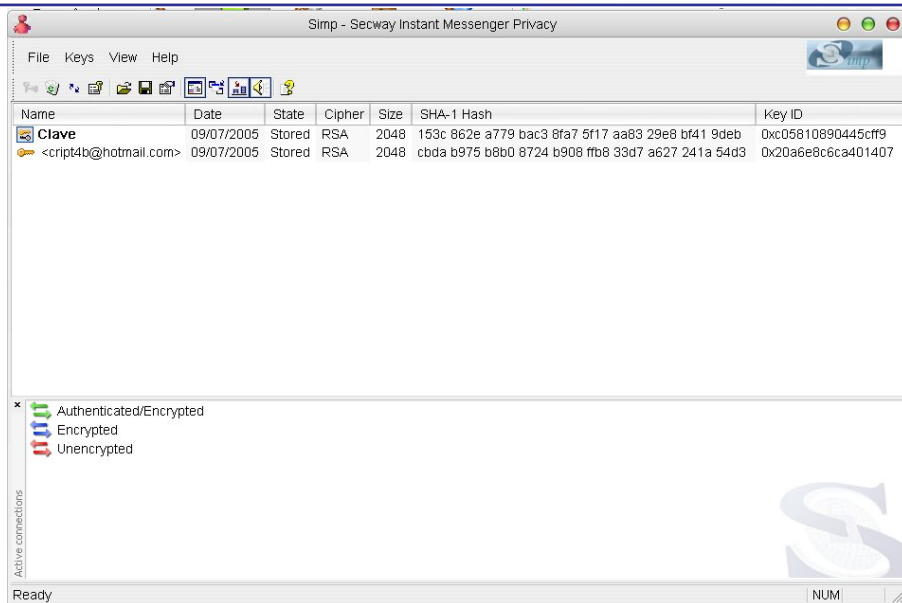 Simp - Secway Instant Messenger Privacy
File Keys View Help
Simp
Name Date State Cipher Size SHA-1 Hash Key ID
Clave 09/07/2005 Stored RSA 2048 153c 862e a779 bac3 8fa7 5f17 aa83 29e8 bf41 9deb 0xc05810890445cff9
<cript4b@hotmail.com> 09/07/2005 Stored RSA 2048 cbda b975 b8b0 8724 b908 ffb8 33d7 a627 241a 54d3 0x20a6e8c6ca401407
Authenticated/Encrypted
Encrypted
Unencrypted
Active connections
Ready NUM